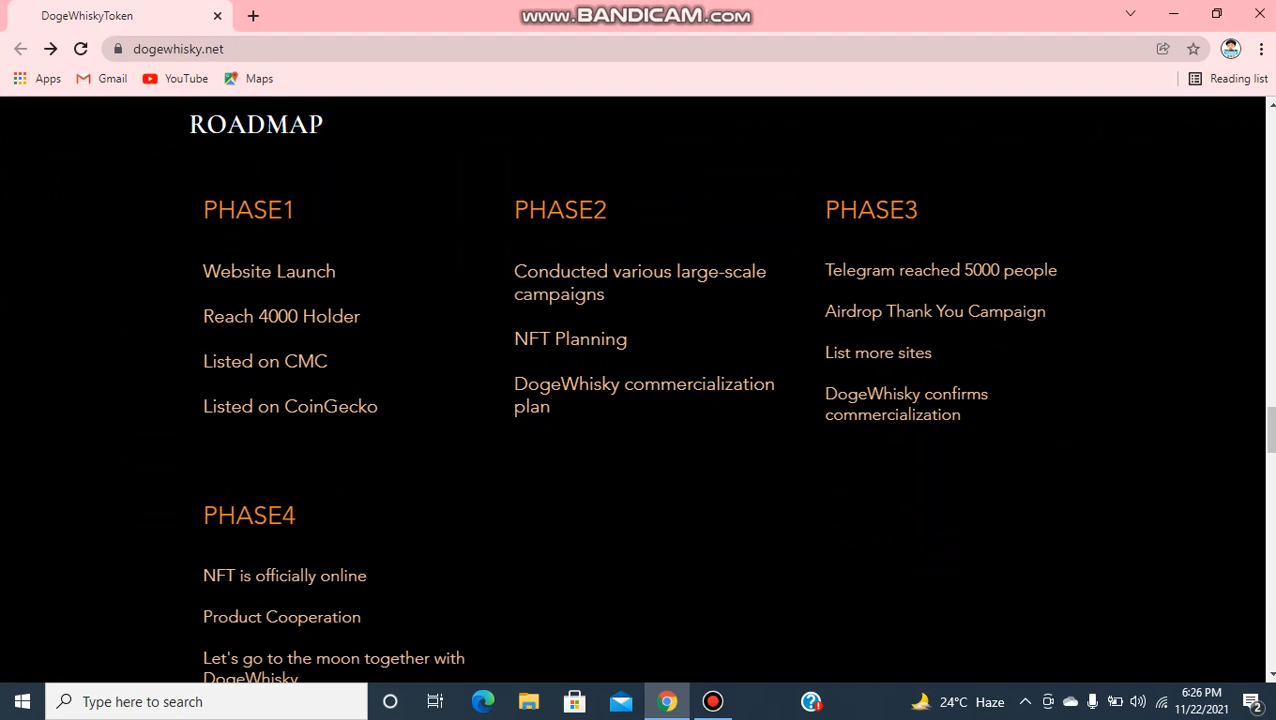 DogeWhiskyToken
www.BANDICAM.com
dogewhisky.net
Apps
Gmail
YouTube
Maps
Reading list
ROADMAP
PHASE1
Website Launch
Reach 4000 Holder
Listed on CMC
Listed on CoinGecko
PHASE2
Conducted various large-scale
campaigns
NFT Planning
DogeWhisky commercialization
plan
PHASE3
Telegram reached 5000 people
Airdrop Thank You Campaign
List more sites
DogeWhisky confirms
commercialization
PHASE4
NFT is officially online
Product Cooperation
Let's go to the moon together with
DogeWhisky
Type here to search
24°C Haze
6:26 PM
11/22/2021
2